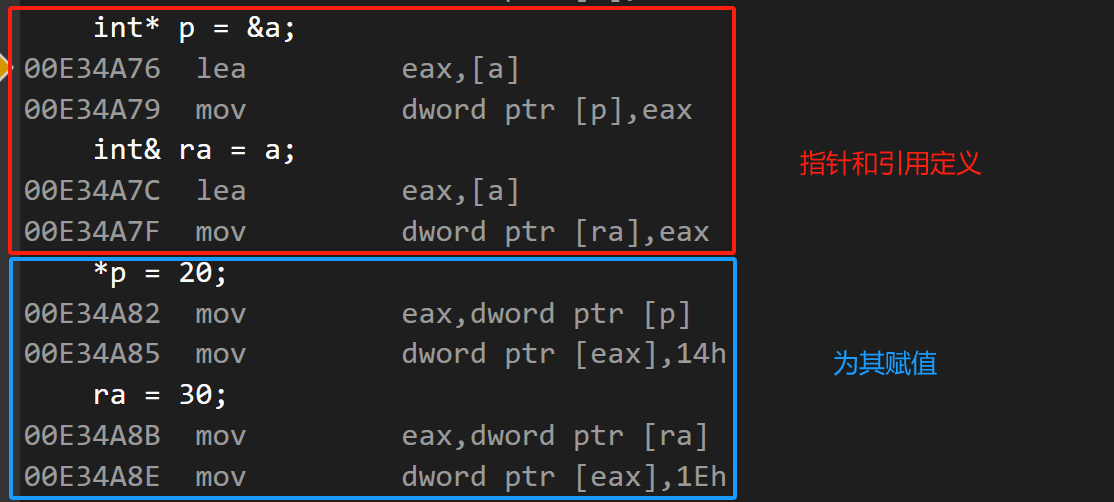 int* p = &a;
00E34A76 lea eax,[a]
00E34A79 mov dword ptr [p],eax
int& ra = a;
00E34A7C lea eax,[a]
00E34A7F mov dword ptr [ra],eax
指针和引用定义
*p = 20;
00E34A82 mov eax,dword ptr [p]
00E34A85 mov dword ptr [eax],14h
ra = 30;
00E34A8B mov eax,dword ptr [ra]
00E34A8E mov dword ptr [eax],1Eh
为其赋值